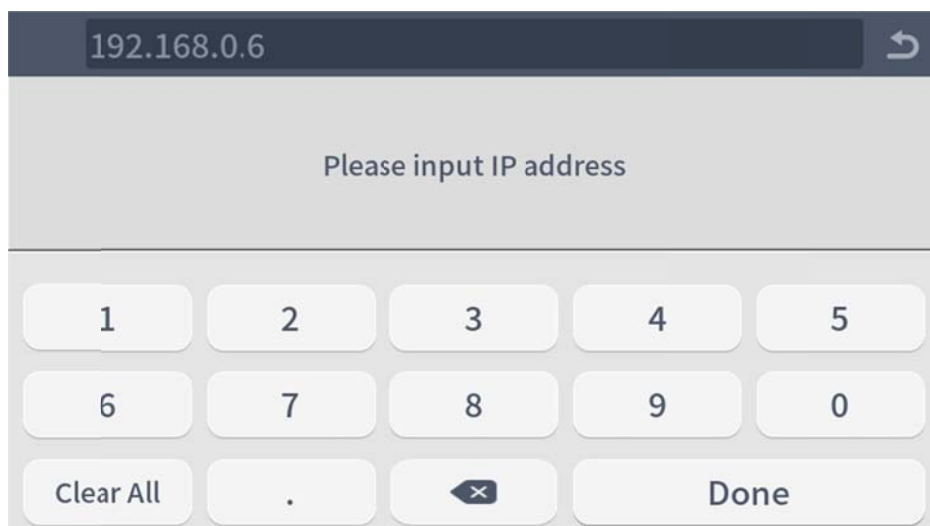 192.168.0.6
Please input IP address
1 2 3 4 5
6 7 8 9 0
Clear All . Done